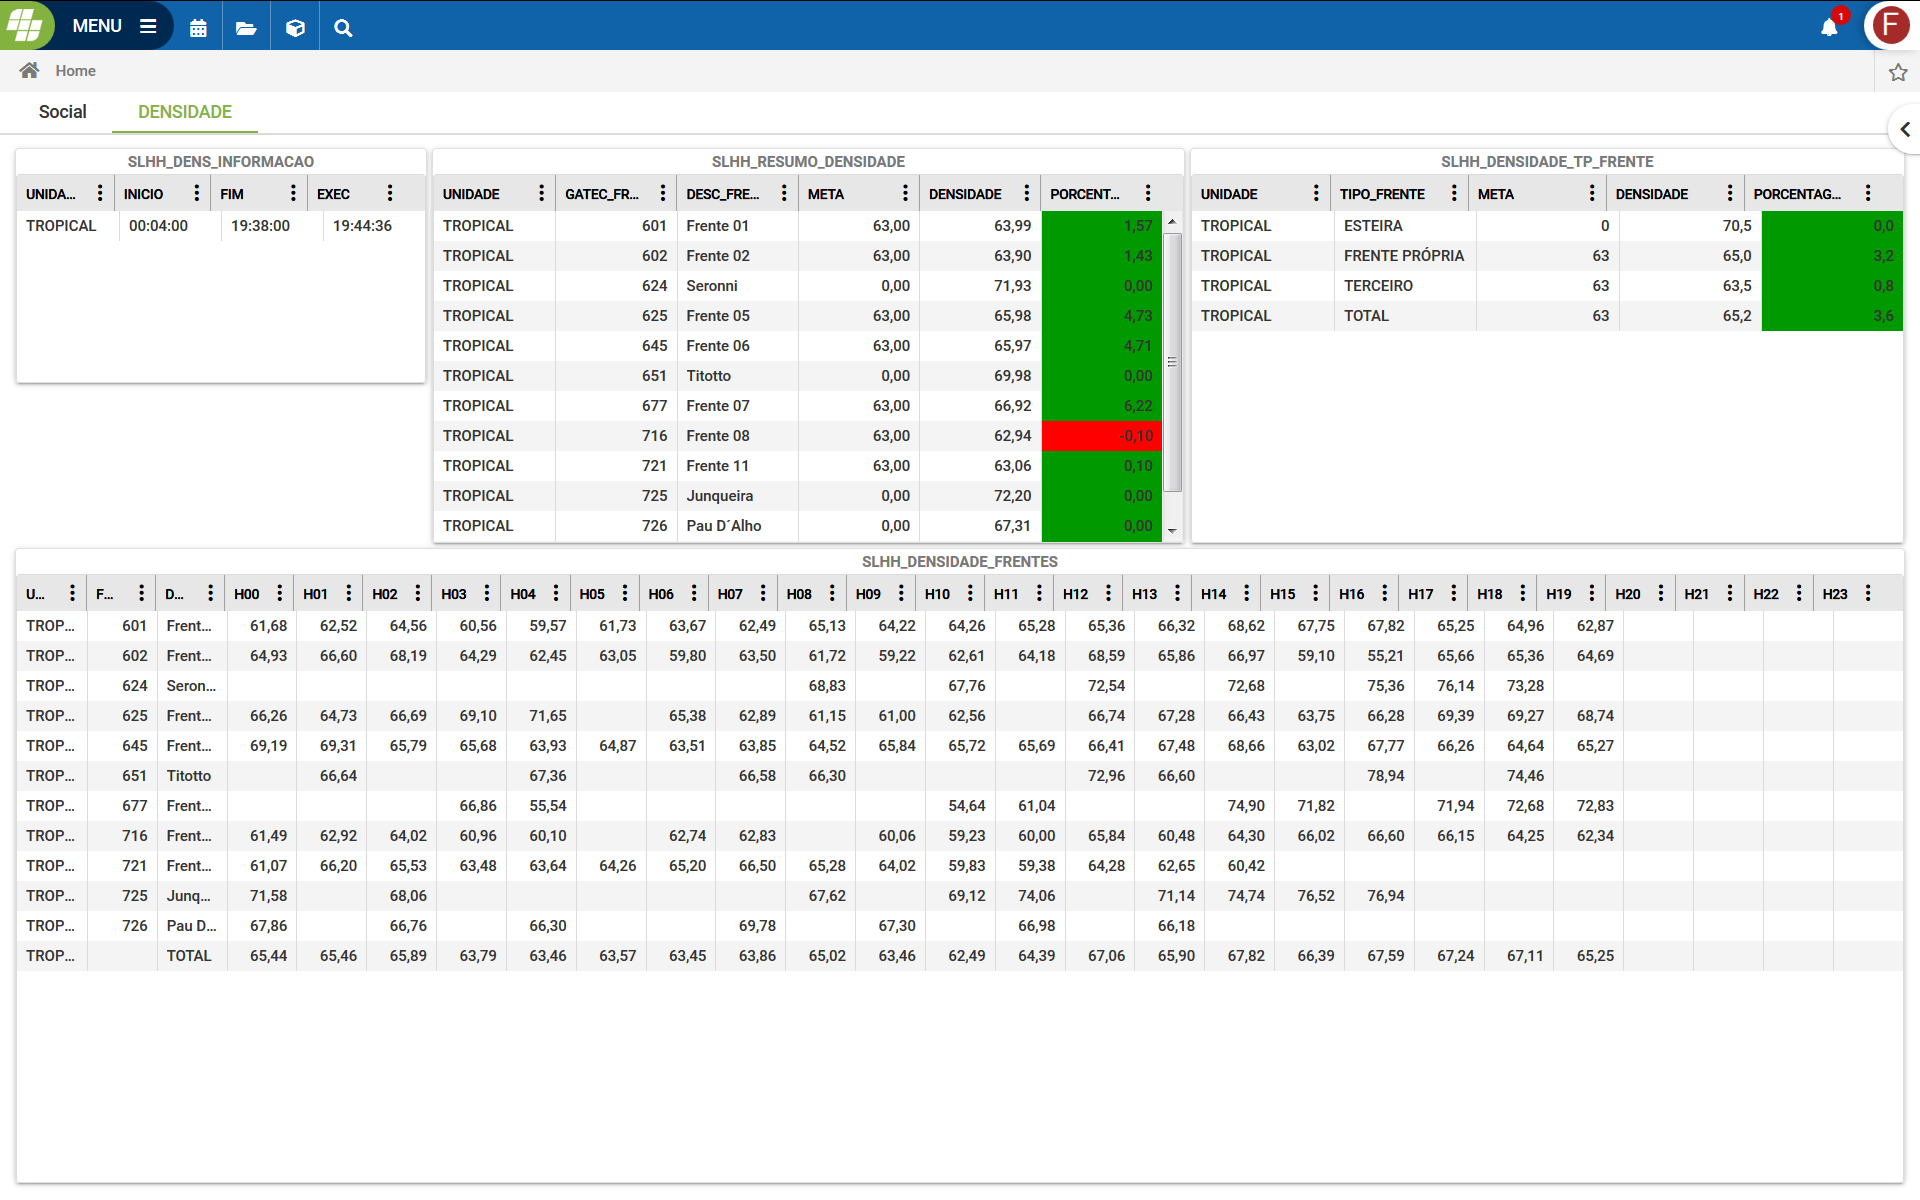 MENU
1
F
Home
Social DENSIDADE
SLHH_DENS_INFORMACAO
UNIDA... INICIO FIM EXEC
TROPICAL 00:04:00 19:38:00 19:44:36
SLHH_RESUMO_DENSIDADE
UNIDADE GATEC_FR... DESC_FRE... META DENSIDADE PORCENT...
TROPICAL 601 Frente 01 63,00 63,99 1,57
TROPICAL 602 Frente 02 63,00 63,90 1,43
TROPICAL 624 Seronni 0,00 71,93 0,00
TROPICAL 625 Frente 05 63,00 65,98 4,73
TROPICAL 645 Frente 06 63,00 65,97 4,71
TROPICAL 651 Titotto 0,00 69,98 0,00
TROPICAL 677 Frente 07 63,00 66,92 6,22
TROPICAL 716 Frente 08 63,00 62,94 -0,10
TROPICAL 721 Frente 11 63,00 63,06 0,10
TROPICAL 725 Junqueira 0,00 72,20 0,00
TROPICAL 726 Pau D´Alho 0,00 67,31 0,00
SLHH_DENSIDADE_TP_FRENTE
UNIDADE TIPO_FRENTE META DENSIDADE PORCENTAG...
TROPICAL ESTEIRA 0 70,5 0,0
TROPICAL FRENTE PRÓPRIA 63 65,0 3,2
TROPICAL TERCEIRO 63 63,5 0,8
TROPICAL TOTAL 63 65,2 3,6
SLHH_DENSIDADE_FRENTES
U... F... D... H00 H01 H02 H03 H04 H05 H06 H07 H08 H09 H10 H11 H12 H13 H14 H15 H16 H17 H18 H19 H20 H21 H22 H23
TROP... 601 Frent... 61,68 62,52 64,56 60,56 59,57 61,73 63,67 62,49 65,13 64,22 64,26 65,28 65,36 66,32 68,62 67,75 67,82 65,25 64,96 62,87
TROP... 602 Frent... 64,93 66,60 68,19 64,29 62,45 63,05 59,80 63,50 61,72 59,22 62,61 64,18 68,59 65,86 66,97 59,10 55,21 65,66 65,36 64,69
TROP... 624 Seron... 68,83 67,76 72,54 72,68 75,36 76,14 73,28
TROP... 625 Frent... 66,26 64,73 66,69 69,10 71,65 65,38 62,89 61,15 61,00 62,56 66,74 67,28 66,43 63,75 66,28 69,39 69,27 68,74
TROP... 645 Frent... 69,19 69,31 65,79 65,68 63,93 64,87 63,51 63,85 64,52 65,84 65,72 65,69 66,41 67,48 68,66 63,02 67,77 66,26 64,64 65,27
TROP... 651 Titotto 66,64 67,36 66,58 66,30 72,96 66,60 78,94 74,46
TROP... 677 Frent... 66,86 55,54 54,64 61,04 74,90 71,82 71,94 72,68 72,83
TROP... 716 Frent... 61,49 62,92 64,02 60,96 60,10 62,74 62,83 60,06 59,23 60,00 65,84 60,48 64,30 66,02 66,60 66,15 64,25 62,34
TROP... 721 Frent... 61,07 66,20 65,53 63,48 63,64 64,26 65,20 66,50 65,28 64,02 59,83 59,38 64,28 62,65 60,42
TROP... 725 Junq... 71,58 68,06 67,62 69,12 74,06 71,14 74,74 76,52 76,94
TROP... 726 Pau D... 67,86 66,76 66,30 69,78 67,30 66,98 66,18
TROP... TOTAL 65,44 65,46 65,89 63,79 63,46 63,57 63,45 63,86 65,02 63,46 62,49 64,39 67,06 65,90 67,82 66,39 67,59 67,24 67,11 65,25